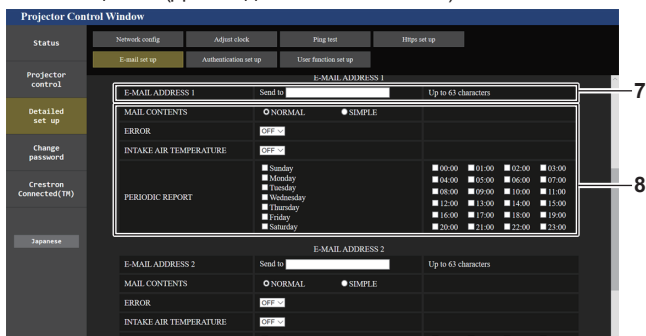 Projector Control Window
Status
Projector control
Detailed set up
Change password
Crestron Connected(TM)
Japanese
Network config Adjust clock Ping test Https set up
E-mail set up Authentication set up User function set up
E-MAIL ADDRESS 1
E-MAIL ADDRESS 1 Send to Up to 63 characters
7
MAIL CONTENTS NORMAL SIMPLE
ERROR OFF
INTAKE AIR TEMPERATURE OFF
PERIODIC REPORT
Sunday 00:00 01:00 02:00 03:00
Monday 04:00 05:00 06:00 07:00
Tuesday 08:00 09:00 10:00 11:00
Wednesday 12:00 13:00 14:00 15:00
Thursday 16:00 17:00 18:00 19:00
Friday 20:00 21:00 22:00 23:00
Saturday
8
E-MAIL ADDRESS 2
E-MAIL ADDRESS 2 Send to Up to 63 characters
MAIL CONTENTS NORMAL SIMPLE
ERROR OFF
INTAKE AIR TEMPERATURE OFF